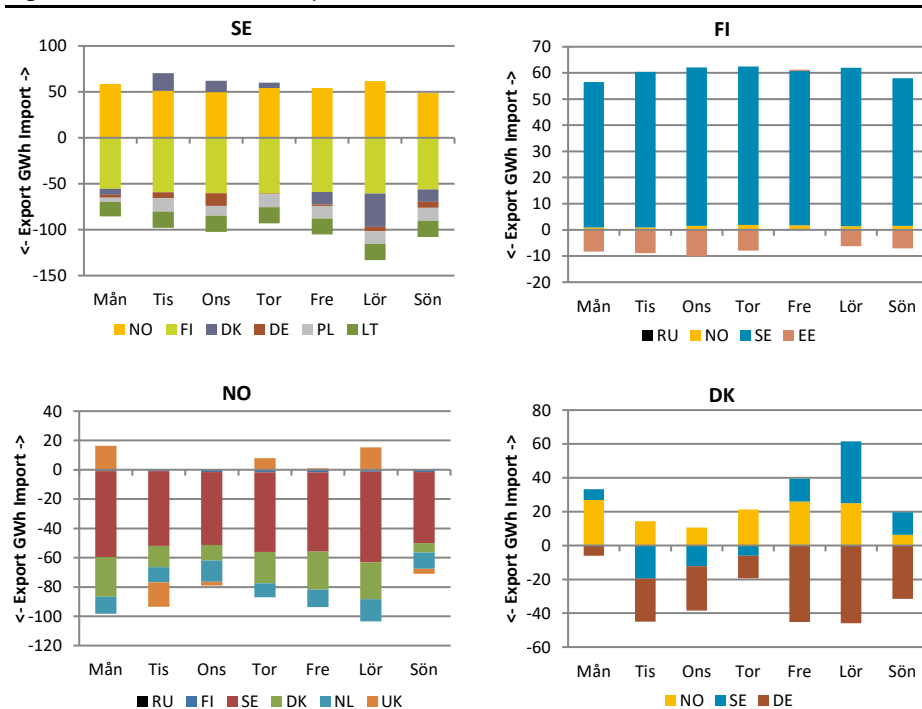 SE
<- Export GWh Import ->
100
50
0
-50
-100
-150
Mån Tis Ons Tor Fre Lör Sön
NO FI DK DE PL LT
FI
<- Export GWh Import ->
70
60
50
40
30
20
10
0
-10
-20
Mån Tis Ons Tor Fre Lör Sön
RU NO SE EE
NO
<- Export GWh Import ->
40
20
0
-20
-40
-60
-80
-100
-120
Mån Tis Ons Tor Fre Lör Sön
RU FI SE DK NL UK
DK
<- Export GWh Import ->
80
60
40
20
0
-20
-40
-60
Mån Tis Ons Tor Fre Lör Sön
NO SE DE